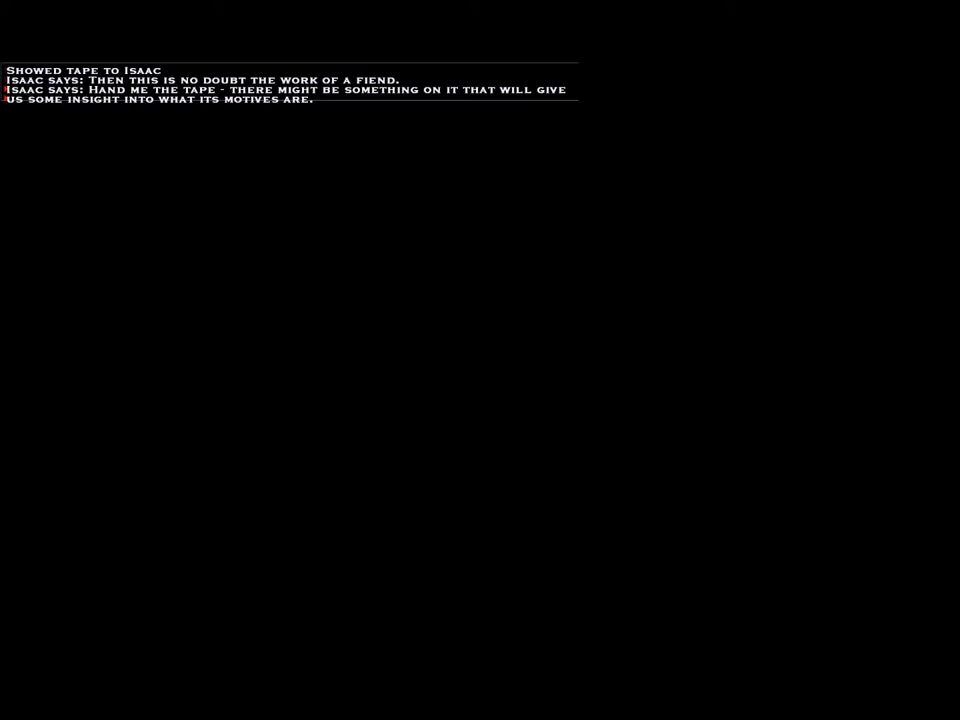 Showed tape to Isaac
Isaac says: Then this is no doubt the work of a fiend.
Isaac says: Hand me the tape - there might be something on it that will give
us some insight into what its motives are.